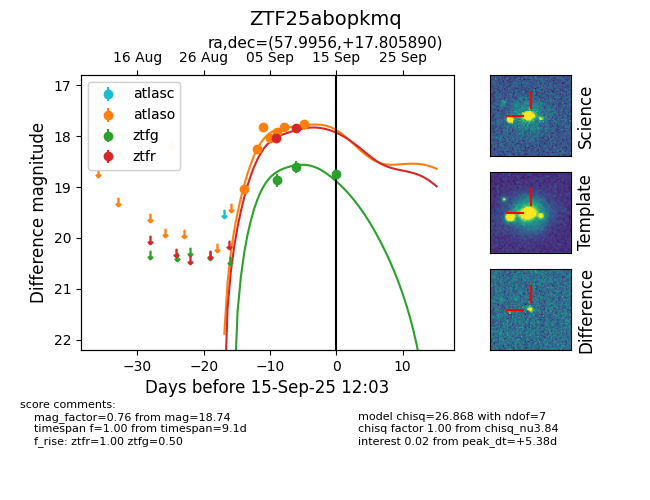 ZTF25abopkmq
ra,dec=(57.9956,+17.805890)
16 Aug 26 Aug 05 Sep 15 Sep 25 Sep
17
18
19
20
21
22
Difference magnitude
atlasc
atlaso
ztfg
ztfr
−30 −20 −10 0 10
Days before 15-Sep-25 12:03
Science
Template
Difference
score comments:
mag_factor=0.76 from mag=18.74
timespan f=1.00 from timespan=9.1d
f_rise: ztfr=1.00 ztfg=0.50
model chisq=26.868 with ndof=7
chisq factor 1.00 from chisq_nu3.84
interest 0.02 from peak_dt=+5.38d